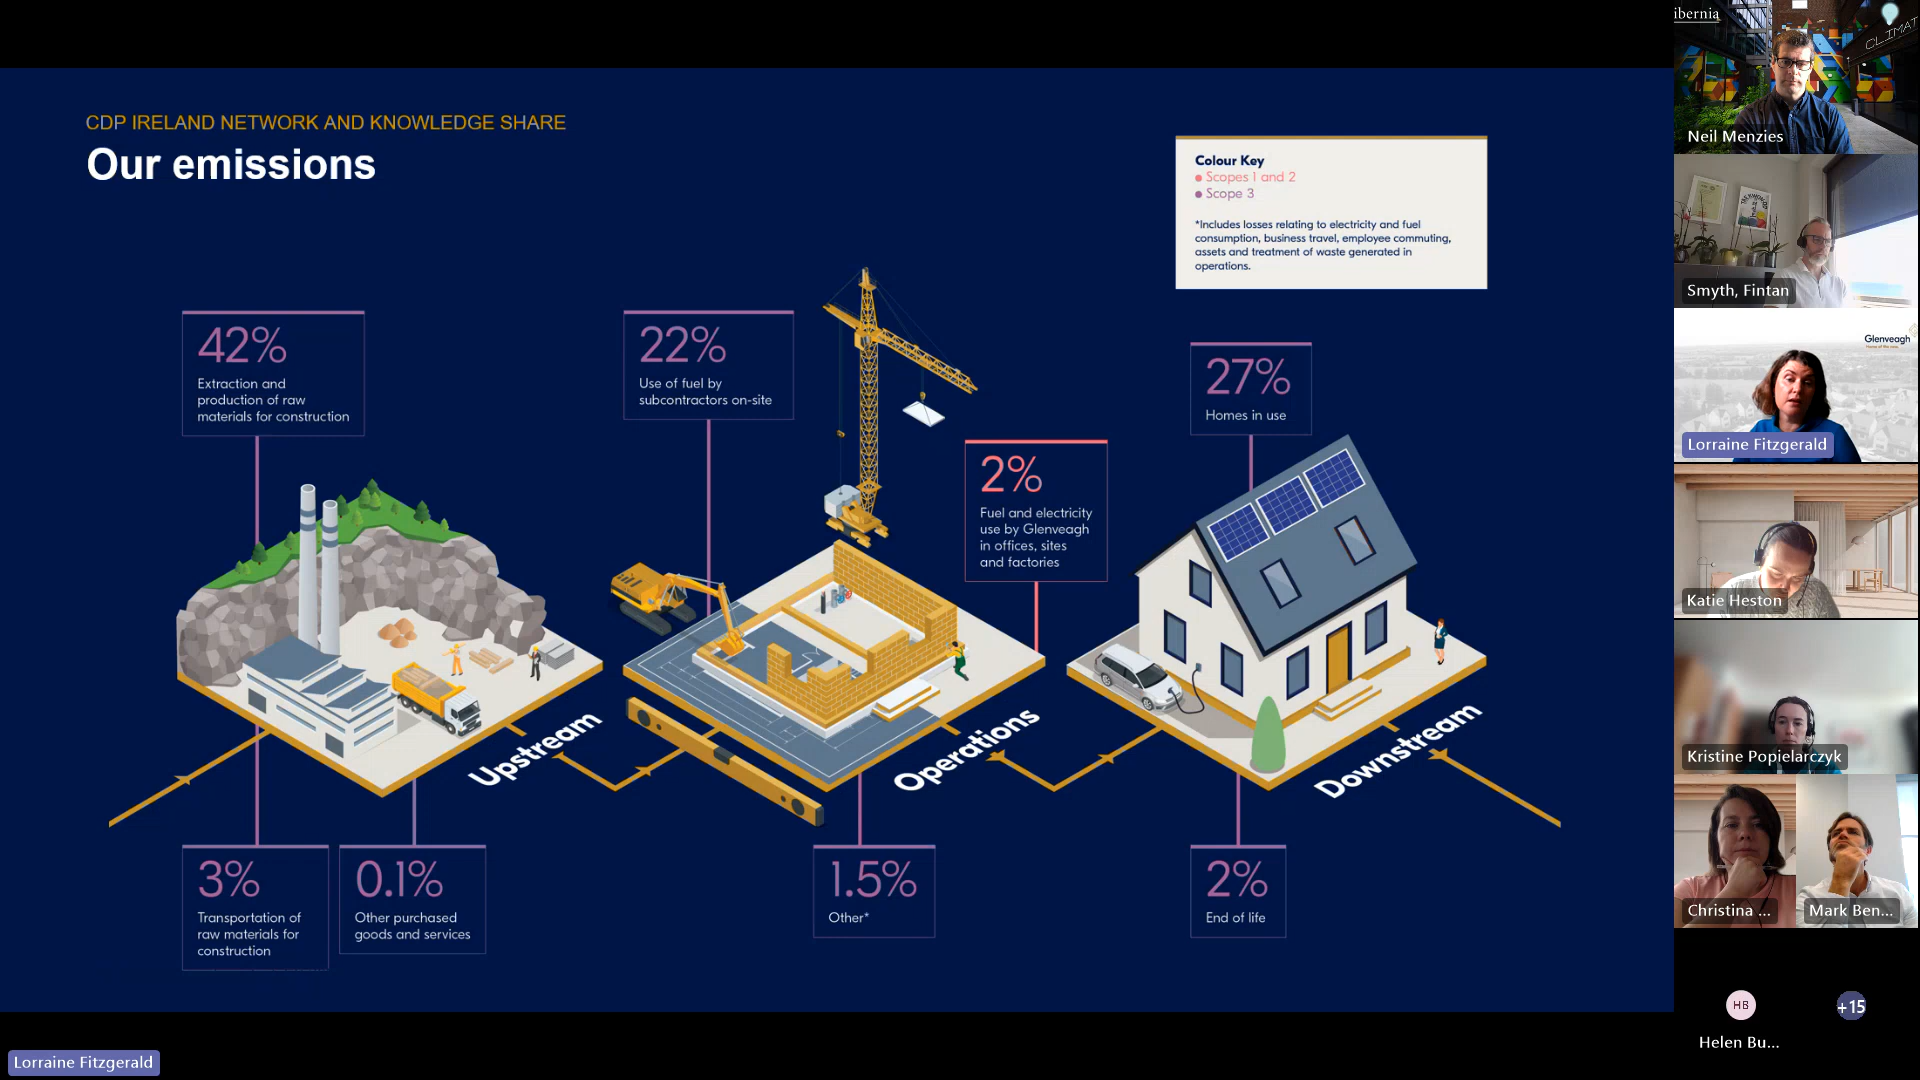 CDP IRELAND NETWORK AND KNOWLEDGE SHARE
Our emissions
Colour Key
Scopes 1 and 2
Scope 3
*Includes losses relating to electricity and fuel
consumption, business travel, employee commuting,
assets and treatment of waste generated in
operations.
42%
Extraction and
production of raw
materials for construction
22%
Use of fuel by
subcontractors on-site
2%
Fuel and electricity
use by Glenveagh
in offices, sites
and factories
27%
Homes in use
Upstream
Operations
Downstream
3%
Transportation of
raw materials for
construction
0.1%
Other purchased
goods and services
1.5%
Other*
2%
End of life
Lorraine Fitzgerald
ibernia
CLIMAT
Neil Menzies
Smyth, Fintan
Glenveagh
Lorraine Fitzgerald
Katie Heston
Kristine Popielarczyk
Christina ...
Mark Ben...
HB
+15
Helen Bu...